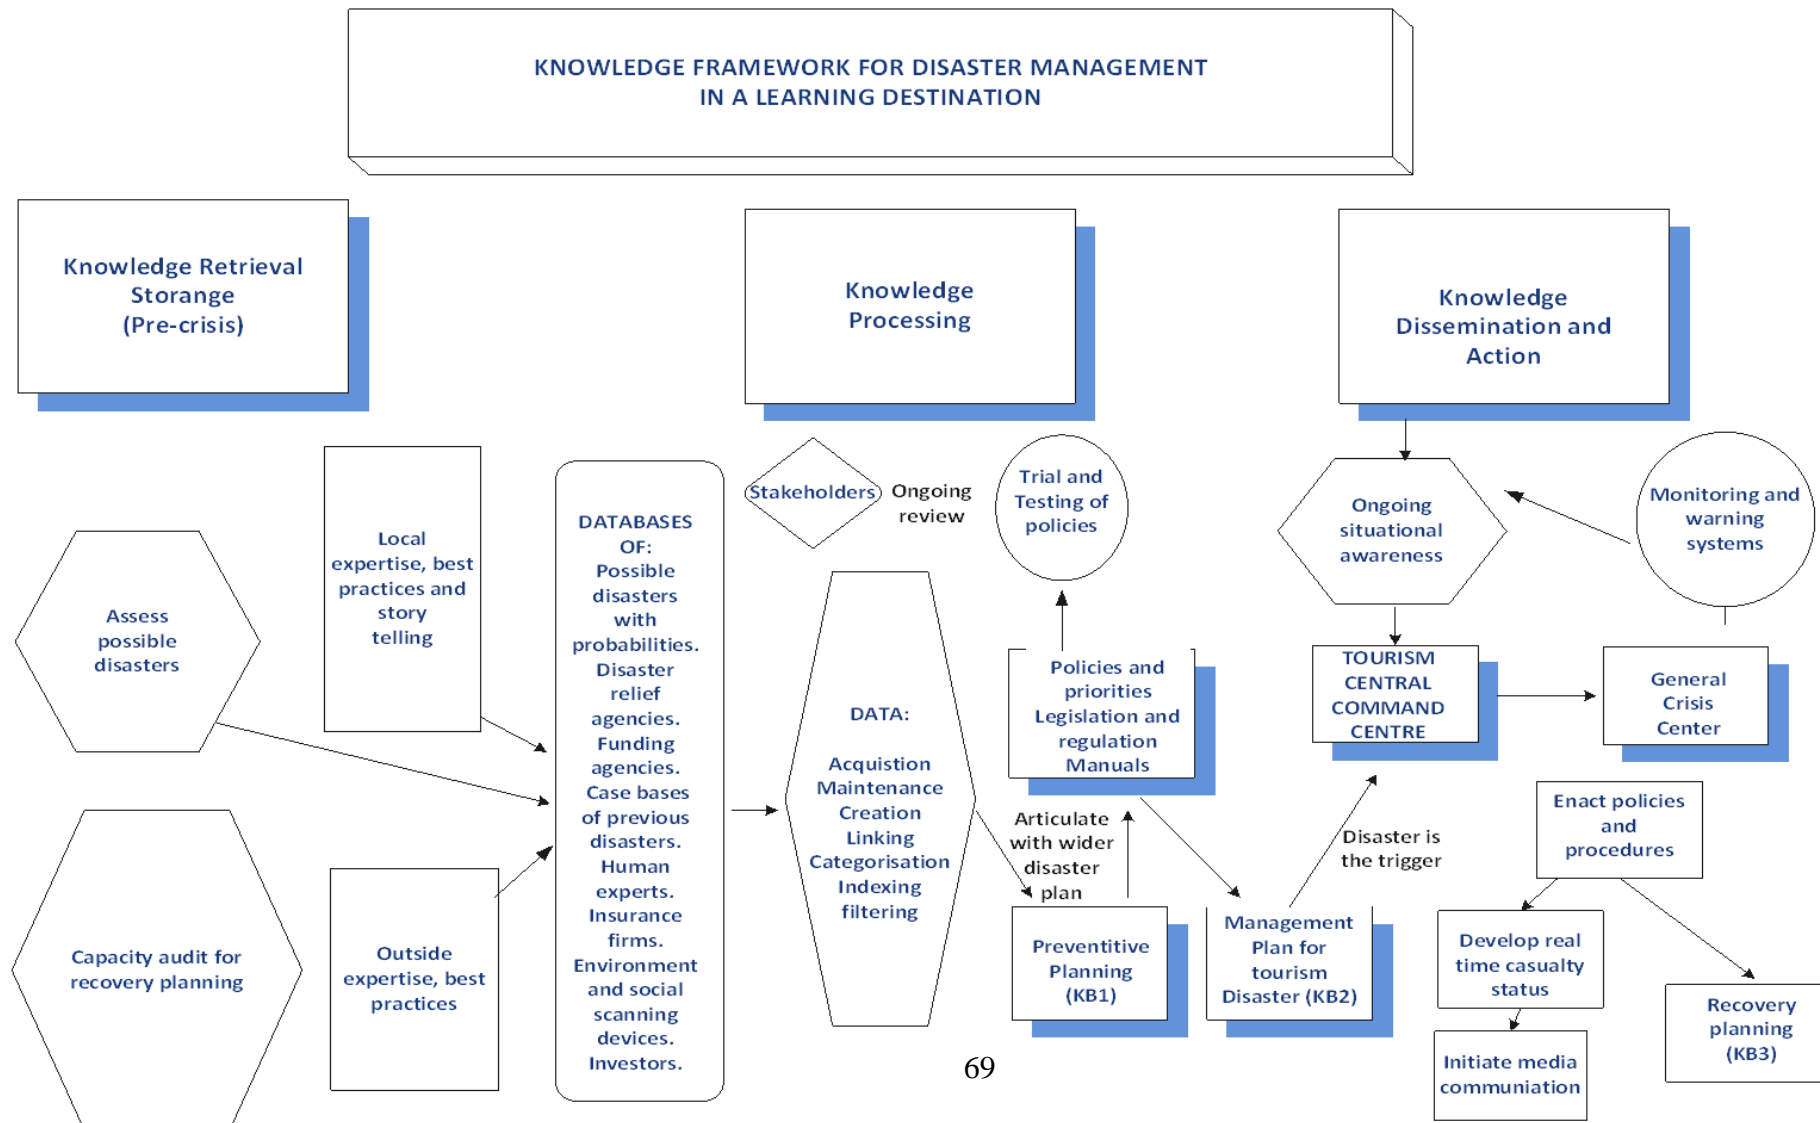 KNOWLEDGE FRAMEWORK FOR DISASTER MANAGEMENT
IN A LEARNING DESTINATION
Knowledge Retrieval
Storange
(Pre-crisis)
Knowledge
Processing
Knowledge
Dissemination and
Action
Assess
possible
disasters
Capacity audit for
recovery planning
Local
expertise, best
practices and
story
telling
Outside
expertise, best
practices
DATABASES
OF:
Possible
disasters
with
probabilities.
Disaster
relief
agencies.
Funding
agencies.
Case bases
of previous
disasters.
Human
experts.
Insurance
firms.
Environment
and social
scanning
devices.
Investors.
Stakeholders
Ongoing
review
Trial and
Testing of
policies
DATA:
Acquistion
Maintenance
Creation
Linking
Categorisation
Indexing
filtering
Policies and
priorities
Legislation and
regulation
Manuals
Articulate
with wider
disaster
plan
Preventitive
Planning
(KB1)
Management
Plan for
tourism
Disaster (KB2)
Disaster is
the trigger
Ongoing
situational
awareness
Monitoring and
warning
systems
TOURISM
CENTRAL
COMMAND
CENTRE
General
Crisis
Center
Enact policies
and
procedures
Develop real
time casualty
status
Initiate media
communiation
Recovery
planning
(KB3)
69